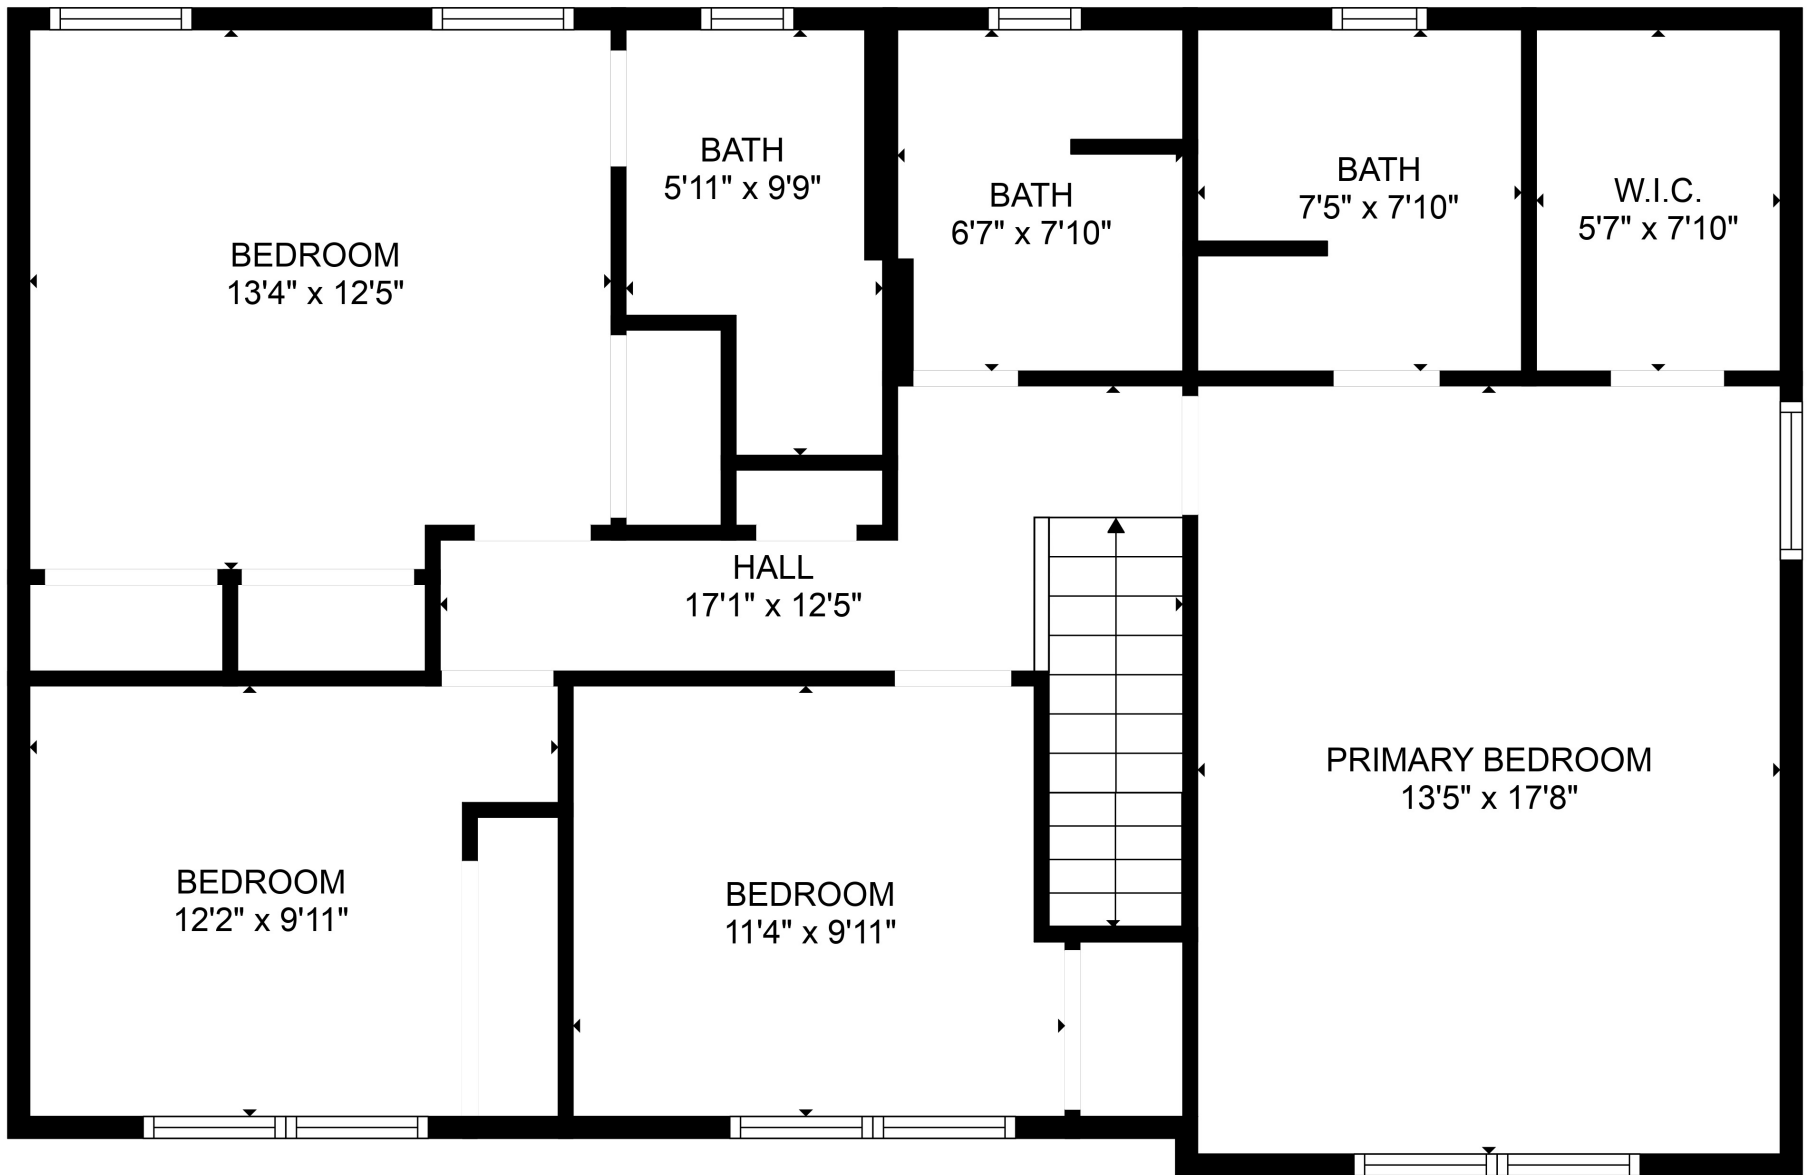 BATH
5'11" x 9'9"
BATH
7'5" x 7'10"
BATH
6'7" x 7'10"
W.I.C.
5'7" x 7'10"
BEDROOM
13'4" x 12'5"
HALL
17'1" x 12'5"
PRIMARY BEDROOM
13'5" x 17'8"
BEDROOM
12'2" x 9'11"
BEDROOM
11'4" x 9'11"